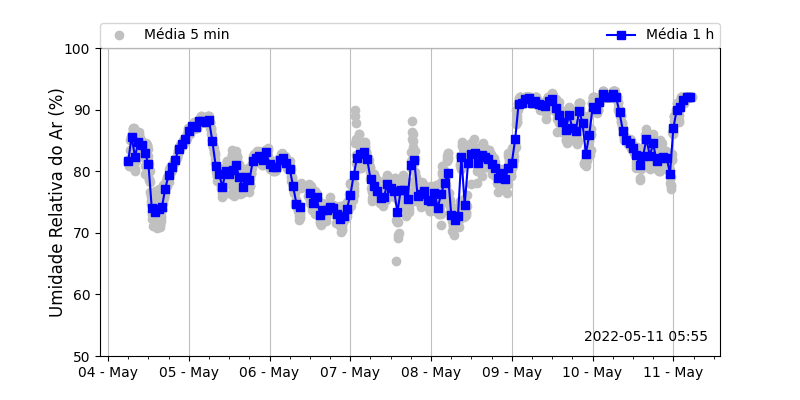 Média 5 min
Média 1 h
Umidade Relativa do Ar (%)
100
90
80
70
60
50
2022-05-11 05:55
04 - May
05 - May
06 - May
07 - May
08 - May
09 - May
10 - May
11 - May